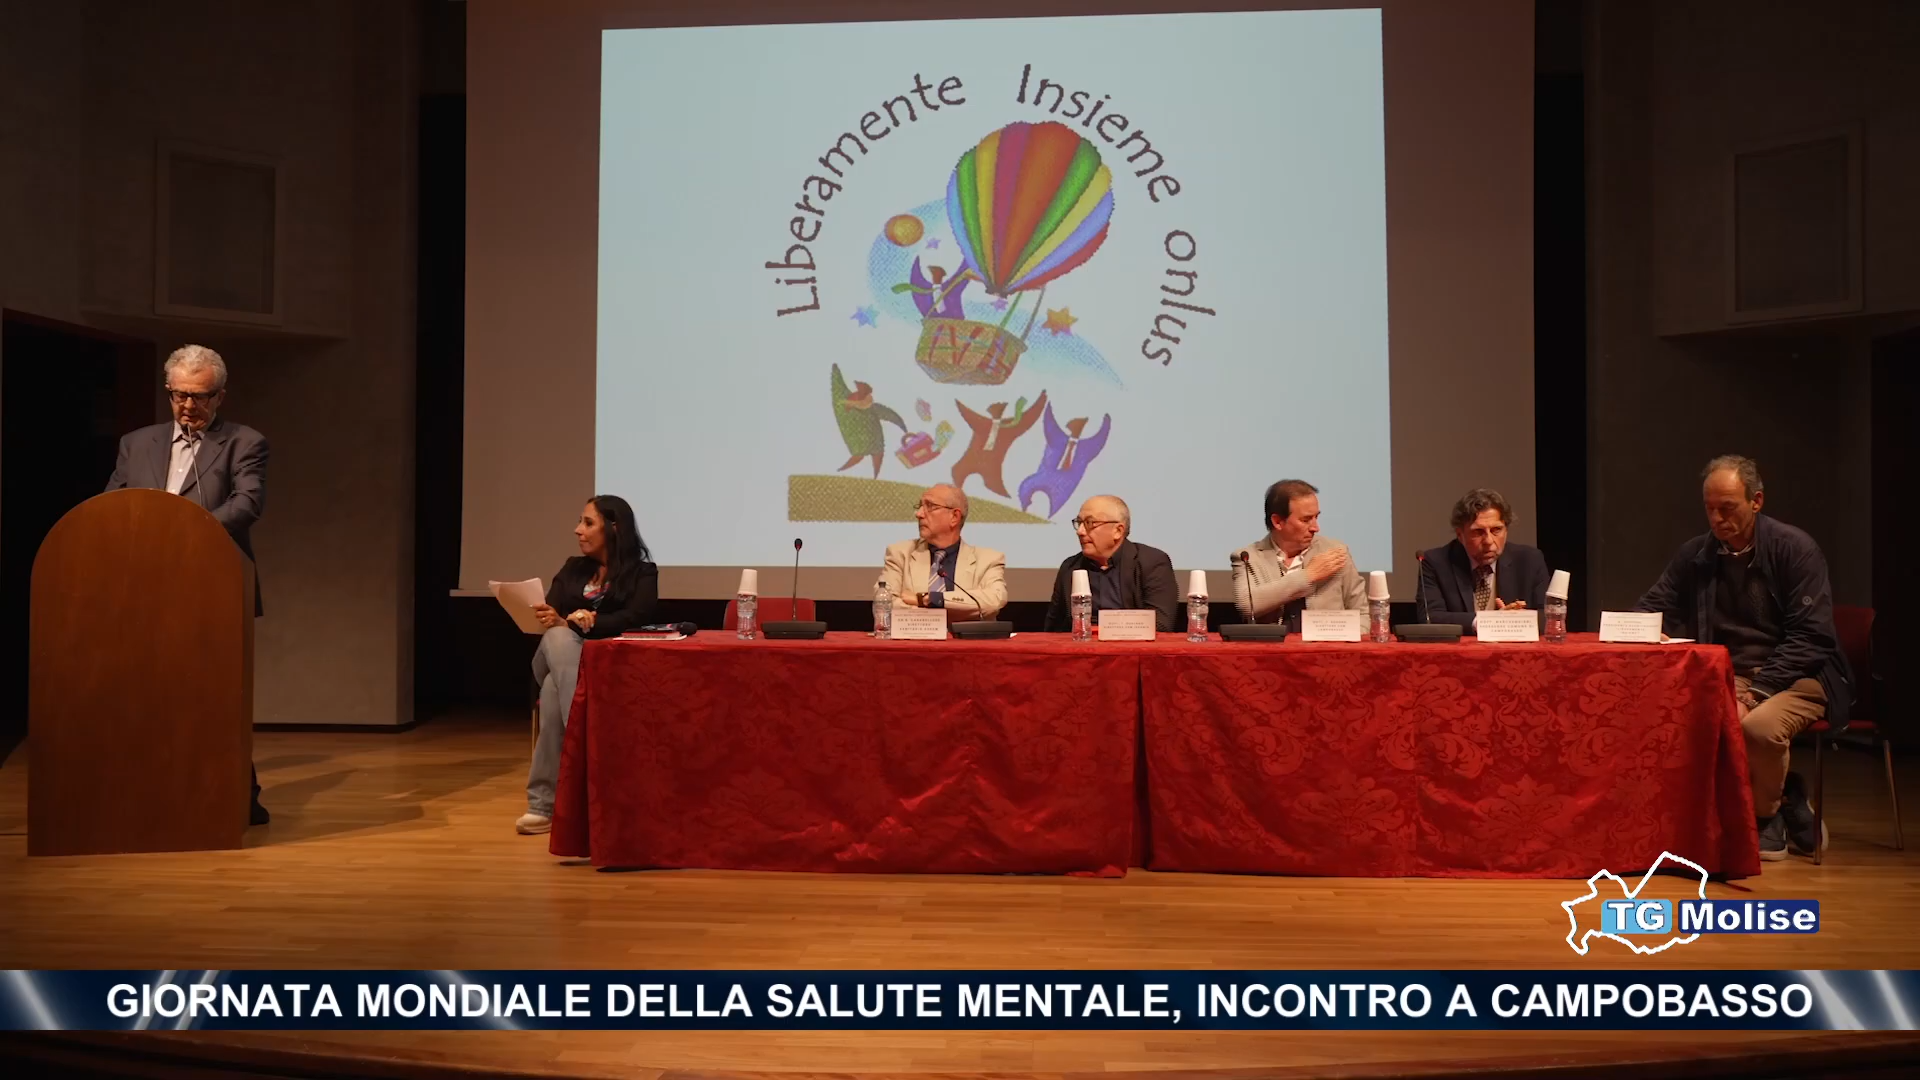 Liberamente Insieme onlus
TG Molise
GIORNATA MONDIALE DELLA SALUTE MENTALE, INCONTRO A CAMPOBASSO